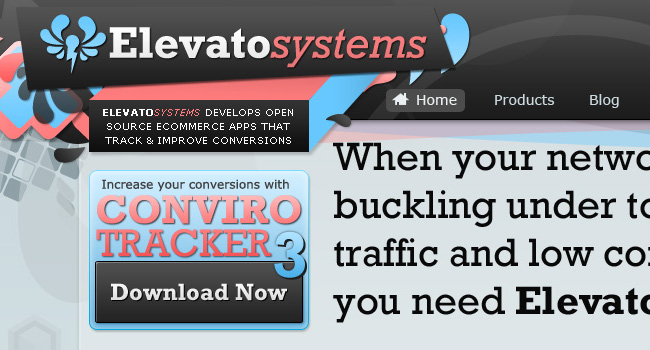 Elevatosystems
Home Products Blog
ELEVATOSYSTEMS DEVELOPS OPEN
SOURCE ECOMMERCE APPS THAT
TRACK & IMPROVE CONVERSIONS
Increase your conversions with
CONVIRO
TRACKER 3
Download Now
When your netwo
buckling under to
traffic and low co
you need Elevato